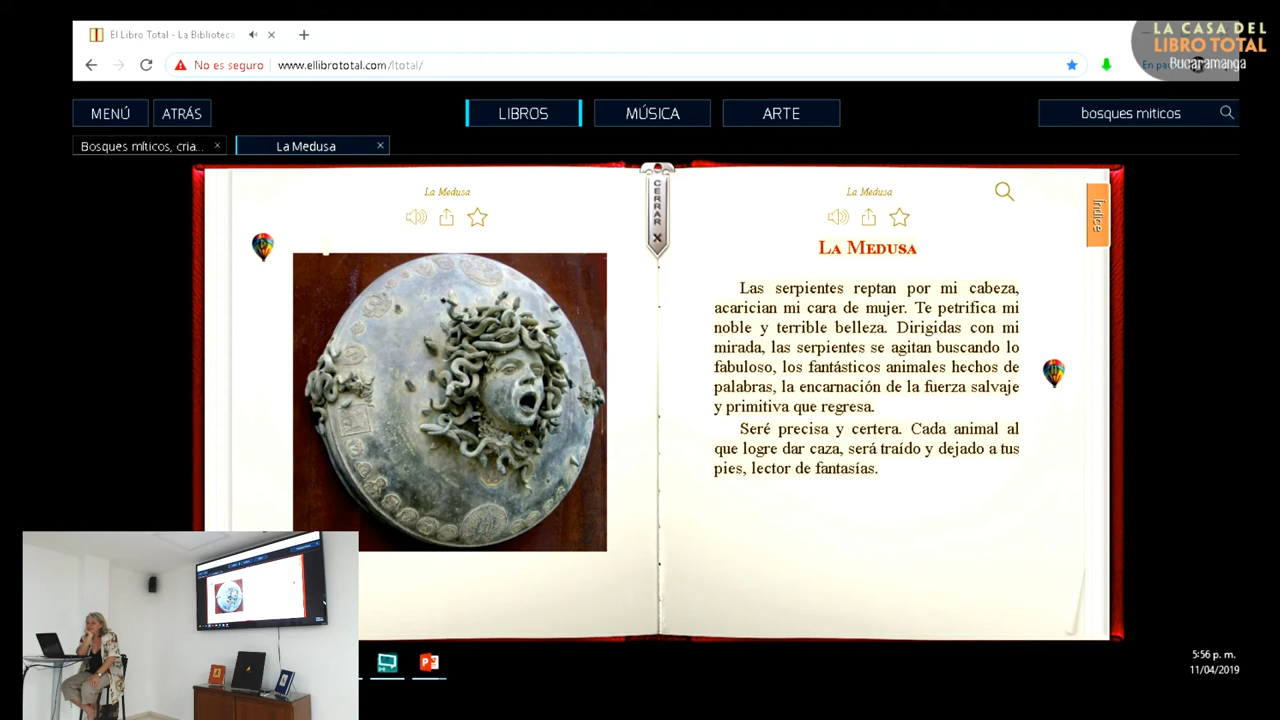 El Libro Total - La Biblioteca
LA CASA DEL
LIBRO TOTAL
Bucaramanga
No es seguro
www.ellibrototal.com/ltotal/
MENÚ
ATRÁS
LIBROS
MÚSICA
ARTE
bosques miticos
Bosques míticos, cria...
La Medusa
La Medusa
La Medusa
CERRAR X
Índice
LA MEDUSA
Las serpientes reptan por mi cabeza,
acarician mi cara de mujer. Te petrifica mi
noble y terrible belleza. Dirigidas con mi
mirada, las serpientes se agitan buscando lo
fabuloso, los fantásticos animales hechos de
palabras, la encarnación de la fuerza salvaje
y primitiva que regresa.
Seré precisa y certera. Cada animal al
que logre dar caza, será traído y dejado a tus
pies, lector de fantasías.
5:56 p. m.
11/04/2019